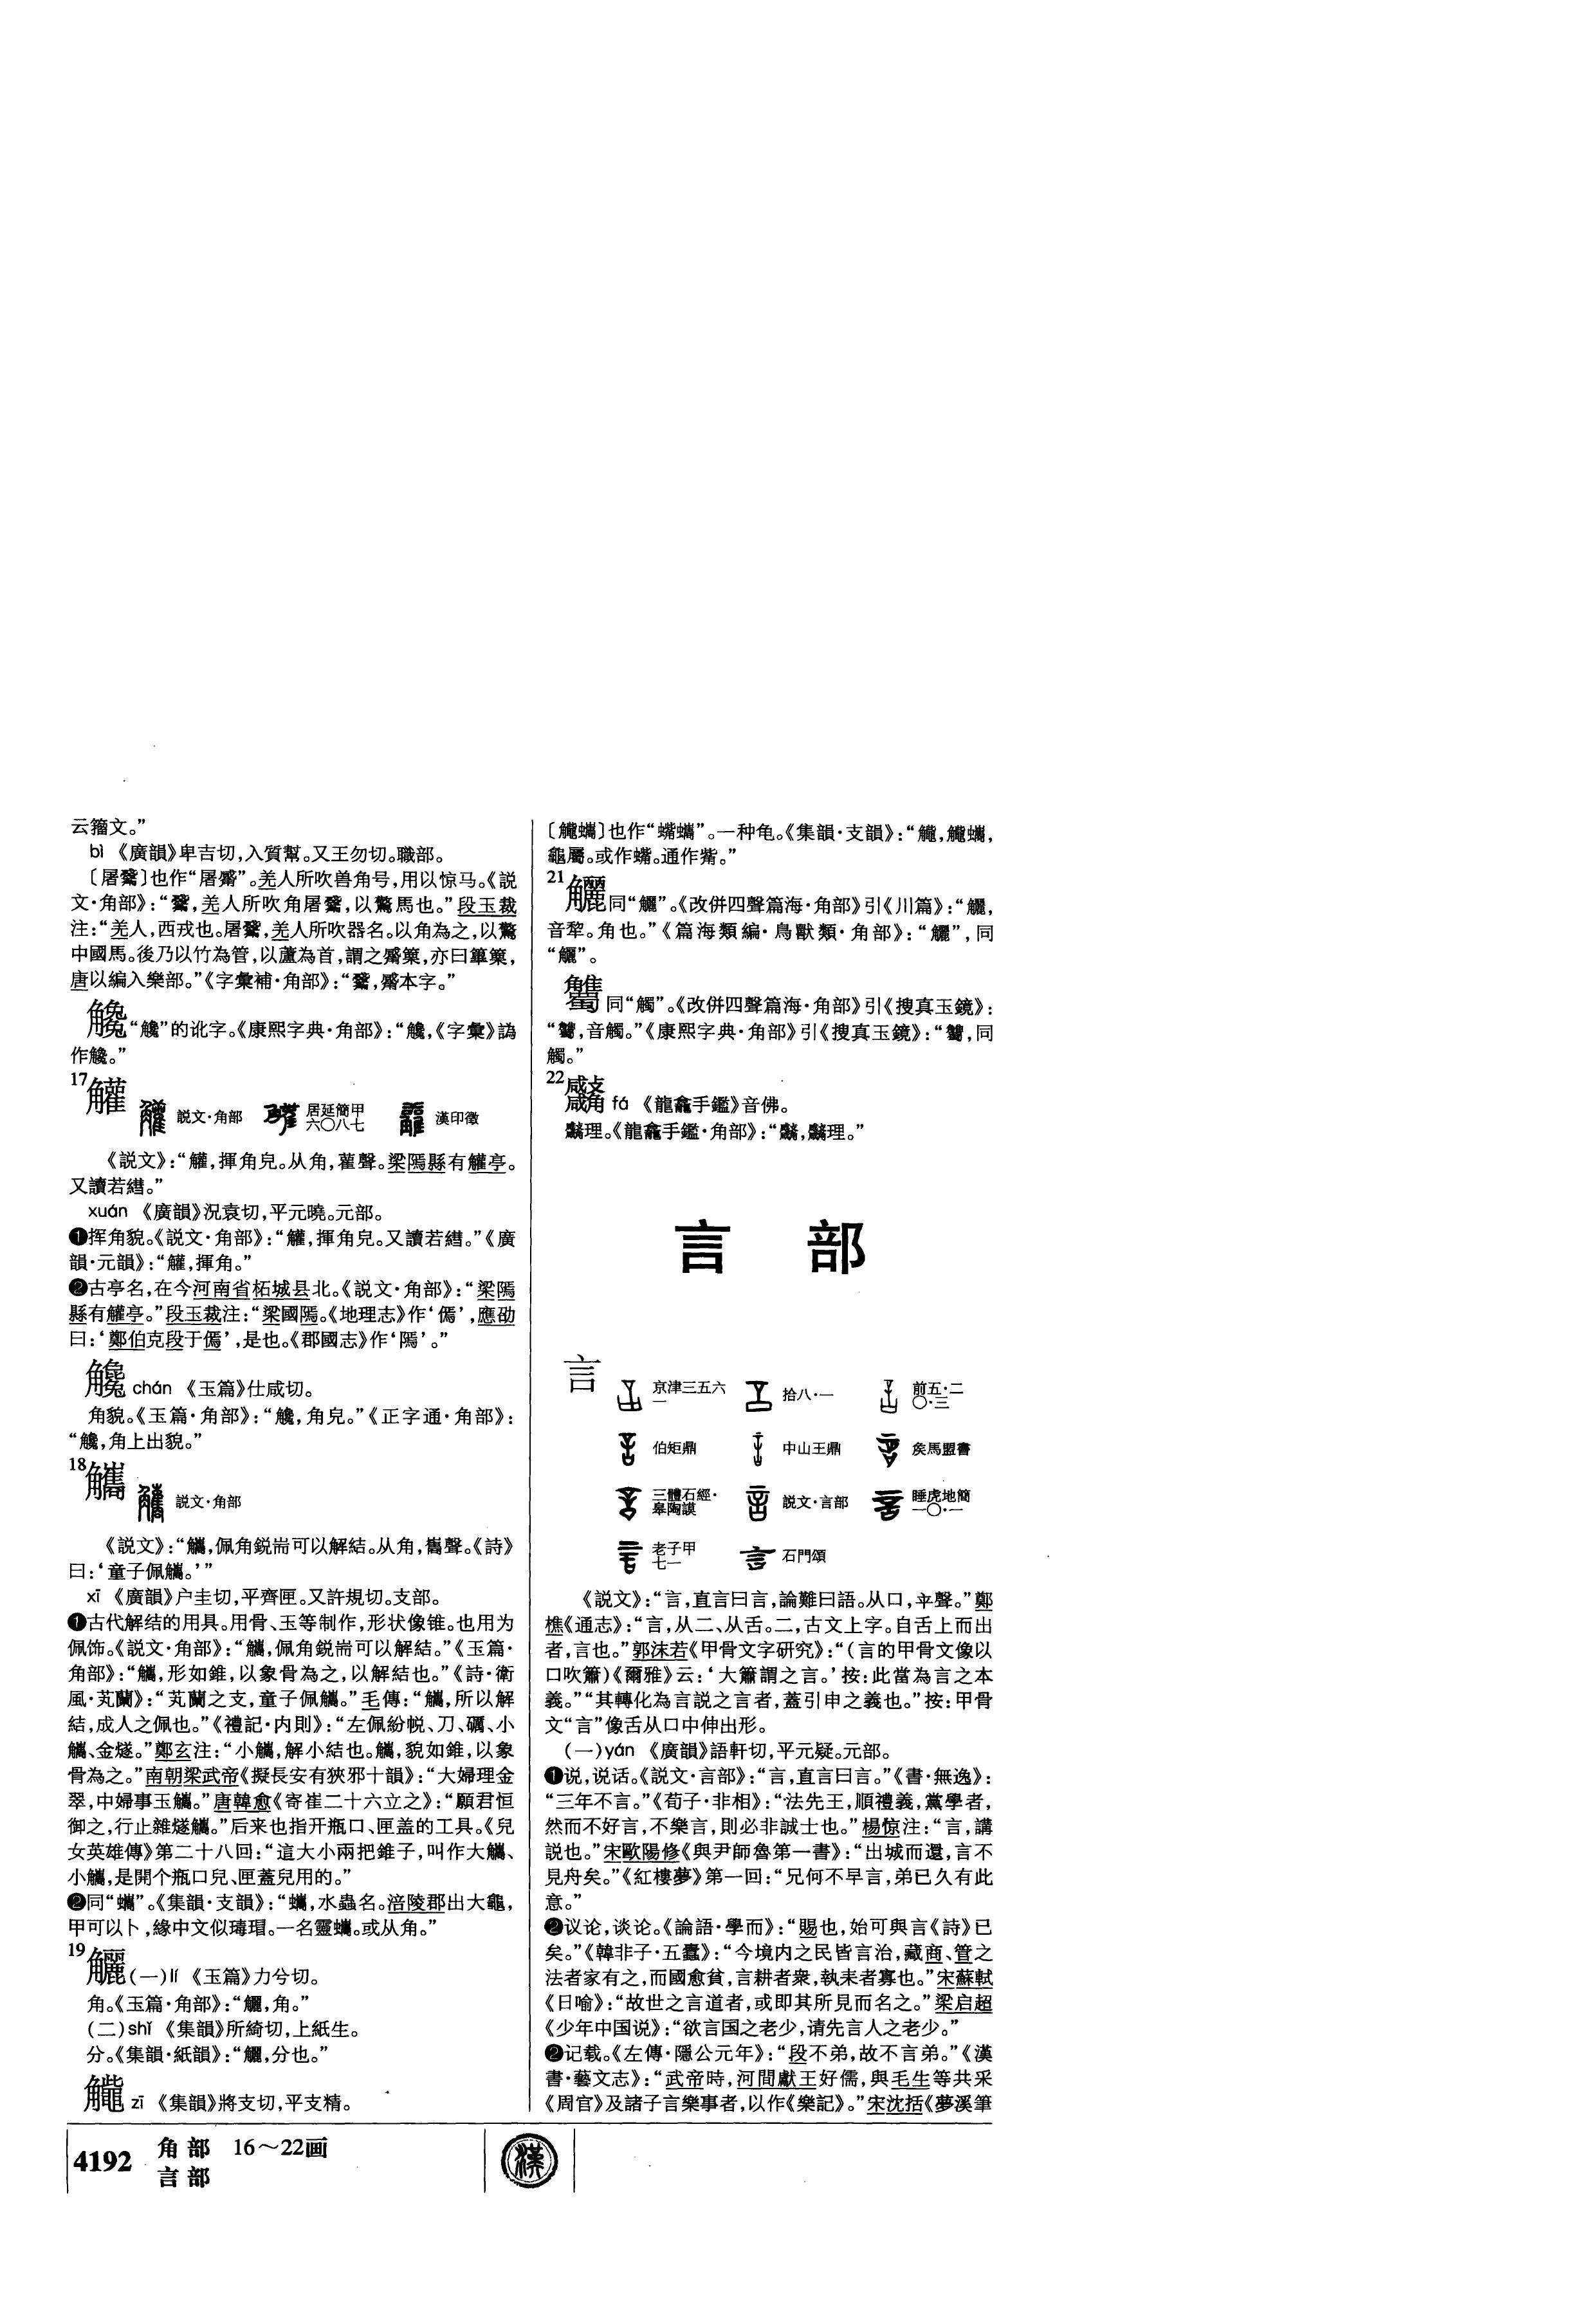 云籀文。”
bì 《廣韻》卑吉切,入質幫。又王勿切。職部。
〔屠𧥄〕也作“屠觱”。羌人所吹兽角号,用以惊马。《説
文·角部》:“𧥄,羌人所吹角屠𧥄,以驚馬也。”段玉裁
注:“羌人,西戎也。屠𧥄,羌人所吹器名。以角為之,以驚
中國馬。後乃以竹為管,以蘆為首,謂之觱篥,亦曰篳篥,
唐以編入樂部。”《字彙補·角部》:“𧥄,觱本字。”
“的讹字。《康熙字典·角部》:“《字彙》譌
作
17 觻
説文·角部 居延簡甲六〇八七 漢印徵
《説文》:“揮角皃。从角,雚聲。梁隝縣有亭。
又讀若繕。”
xuán 《廣韻》況袁切,平元曉。元部。
❶挥角貌。《説文·角部》:“揮角皃。又讀若。”《廣
韻·元韻》:“揮角。”
❷古亭名,在今河南省柘城县北。《説文·角部》:“梁隝
縣有亭。”段玉裁注:“梁國隝。《地理志》作‘傿’,應劭
曰:‘鄭伯克段于傿’,是也。《郡國志》作‘隝’。”
chán 《玉篇》仕咸切。
角貌。《玉篇·角部》:“角皃。”《正字通·角部》:
“角上出貌。”
18 觿
説文·角部
《説文》:“觿,佩角鋭耑可以解結。从角,巂聲。《詩》
曰:‘童子佩觿。’”
xī 《廣韻》户圭切,平齊匣。又許規切。支部。
❶古代解结的用具。用骨、玉等制作,形状像锥。也用为
佩饰。《説文·角部》:“觿,佩角鋭耑可以解結。”《玉篇·
角部》:“觿,形如錐,以象骨為之,以解結也。”《詩·衛
風·芄蘭》:“芄蘭之支,童子佩觿。”毛傳:“觿,所以解
結,成人之佩也。”《禮記·内則》:“左佩紛帨、刀、礪、小
觿、金燧。”鄭玄注:“小觿,解小結也。觿,貌如錐,以象
骨為之。”南朝梁武帝《擬長安有狹邪十韻》:“大婦理金
翠,中婦事玉觿。”唐韓愈《寄崔二十六立之》:“願君恒
御之,行止雜燧觿。”后来也指开瓶口、匣盖的工具。《兒
女英雄傳》第二十八回:“這大小兩把錐子,叫作大觿、
小觿,是開个瓶口兒、匣蓋兒用的。”
❷同“蠵”。《集韻·支韻》:“蠵,水蟲名。涪陵郡出大龜,
甲可以卜,緣中文似瑇瑁。一名靈蠵。或从角。”
19
(一)lí 《玉篇》力兮切。
角。《玉篇·角部》:“角。”
(二)shǐ 《集韻》所綺切,上紙生。
分。《集韻·紙韻》:“分也。”
zī 《集韻》將支切,平支精。
蠵〕也作“蠵”。一种龟。《集韻·支韻》:“蠵,
龜屬。或作蟕。通作觜。”
21
同“”。《改併四聲篇海·角部》引《川篇》:“
音犂。角也。”《篇海類編·鳥獸類·角部》:“”,同
“”。
同“觸”。《改併四聲篇海·角部》引《搜真玉鏡》:
“音觸。”《康熙字典·角部》引《搜真玉鏡》:“同
觸。”
22
fá 《龍龕手鑑》音佛。
理。《龍龕手鑑·角部》:“理。”
言 部
言
京津三五六一 拾八·一 前五·二〇·三
伯矩鼎 中山王鼎 矦馬盟書
三體石經·皋陶謨 説文·言部 睡虎地簡一〇·一
老子甲七一 石門頌
《説文》:“言,直言曰言,論難曰語。从口,䇂聲。”鄭
樵《通志》:“言,从二、从舌。二,古文上字。自舌上而出
者,言也。”郭沫若《甲骨文字研究》:“(言的甲骨文像以
口吹簫)《爾雅》云:‘大簫謂之言。’按:此當為言之本
義。”“其轉化為言説之言者,蓋引申之義也。”按:甲骨
文“言”像舌从口中伸出形。
(一)yán 《廣韻》語軒切,平元疑。元部。
❶说,说话。《説文·言部》:“言,直言曰言。”《書·無逸》:
“三年不言。”《荀子·非相》:“法先王,順禮義,黨學者,
然而不好言,不樂言,則必非誠士也。”楊倞注:“言,講
説也。”宋歐陽修《與尹師魯第一書》:“出城而還,言不
見舟矣。”《紅樓夢》第一回:“兄何不早言,弟已久有此
意。”
❷议论,谈论。《論語·學而》:“賜也,始可與言《詩》已
矣。”《韓非子·五蠹》:“今境内之民皆言治,藏商、管之
法者家有之,而國愈貧,言耕者衆,執耒者寡也。”宋蘇軾
《日喻》:“故世之言道者,或即其所見而名之。”梁启超
《少年中国说》:“欲言国之老少,请先言人之老少。”
❷记载。《左傳·隱公元年》:“段不弟,故不言弟。”《漢
書·藝文志》:“武帝時,河間獻王好儒,與毛生等共采
《周官》及諸子言樂事者,以作《樂記》。”宋沈括《夢溪筆
4192 角部 16～22画
言部
漢